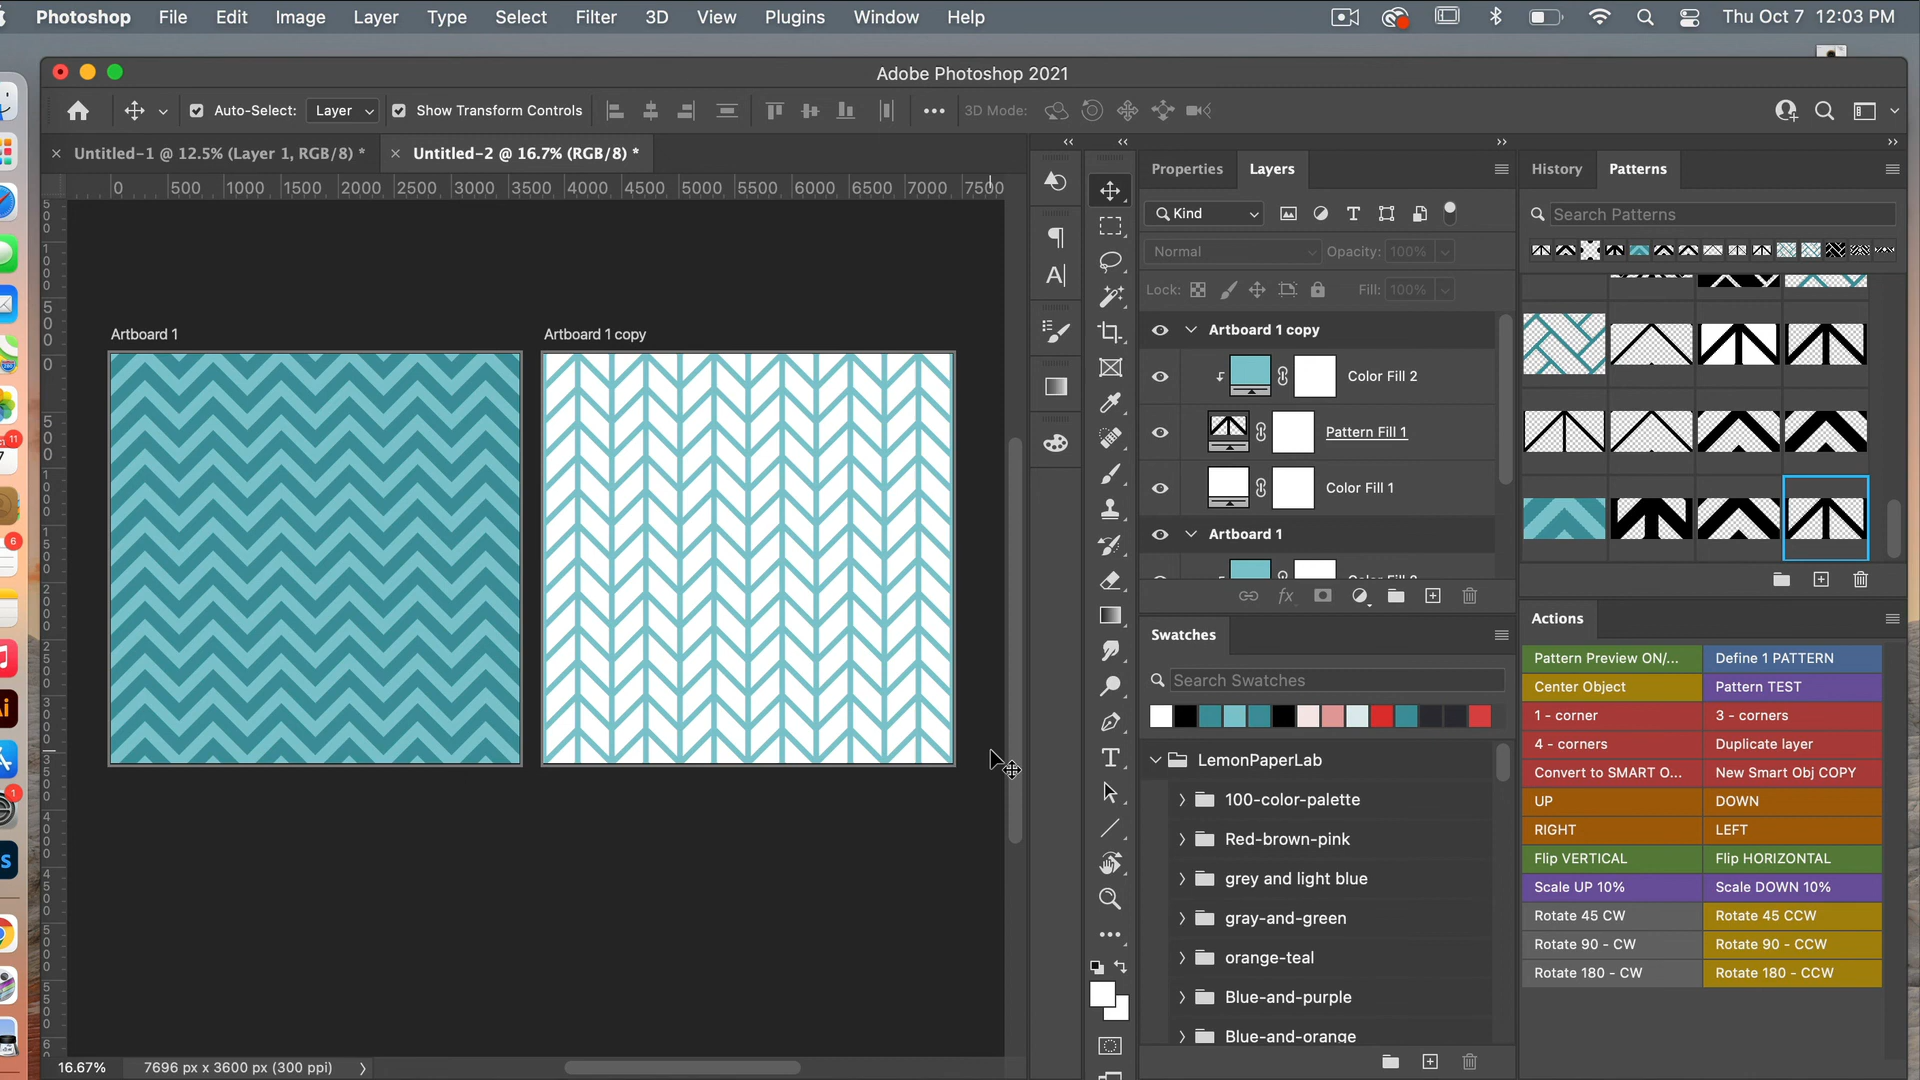 Photoshop File Edit Image Layer Type Select Filter 3D View Plugins Window Help Thu Oct 7 12:03 PM
Adobe Photoshop 2021
Auto-Select: Layer Show Transform Controls 3D Mode:
Untitled-1 @ 12.5% (Layer 1, RGB/8) * Untitled-2 @ 16.7% (RGB/8) *
0 500 1000 1500 2000 2500 3000 3500 4000 4500 5000 5500 6000 6500 7000 7500
Artboard 1 Artboard 1 copy
16.67% 7696 px x 3600 px (300 ppi)
Properties Layers
Kind
Normal Opacity: 100%
Lock: Fill: 100%
Artboard 1 copy
Color Fill 2
Pattern Fill 1
Color Fill 1
Artboard 1
Swatches
Search Swatches
LemonPaperLab
100-color-palette
Red-brown-pink
grey and light blue
gray-and-green
orange-teal
Blue-and-purple
Blue-and-orange
History Patterns
Search Patterns
Actions
Pattern Preview ON/... Define 1 PATTERN
Center Object Pattern TEST
1 - corner 3 - corners
4 - corners Duplicate layer
Convert to SMART O... New Smart Obj COPY
UP DOWN
RIGHT LEFT
Flip VERTICAL Flip HORIZONTAL
Scale UP 10% Scale DOWN 10%
Rotate 45 CW Rotate 45 CCW
Rotate 90 - CW Rotate 90 - CCW
Rotate 180 - CW Rotate 180 - CCW